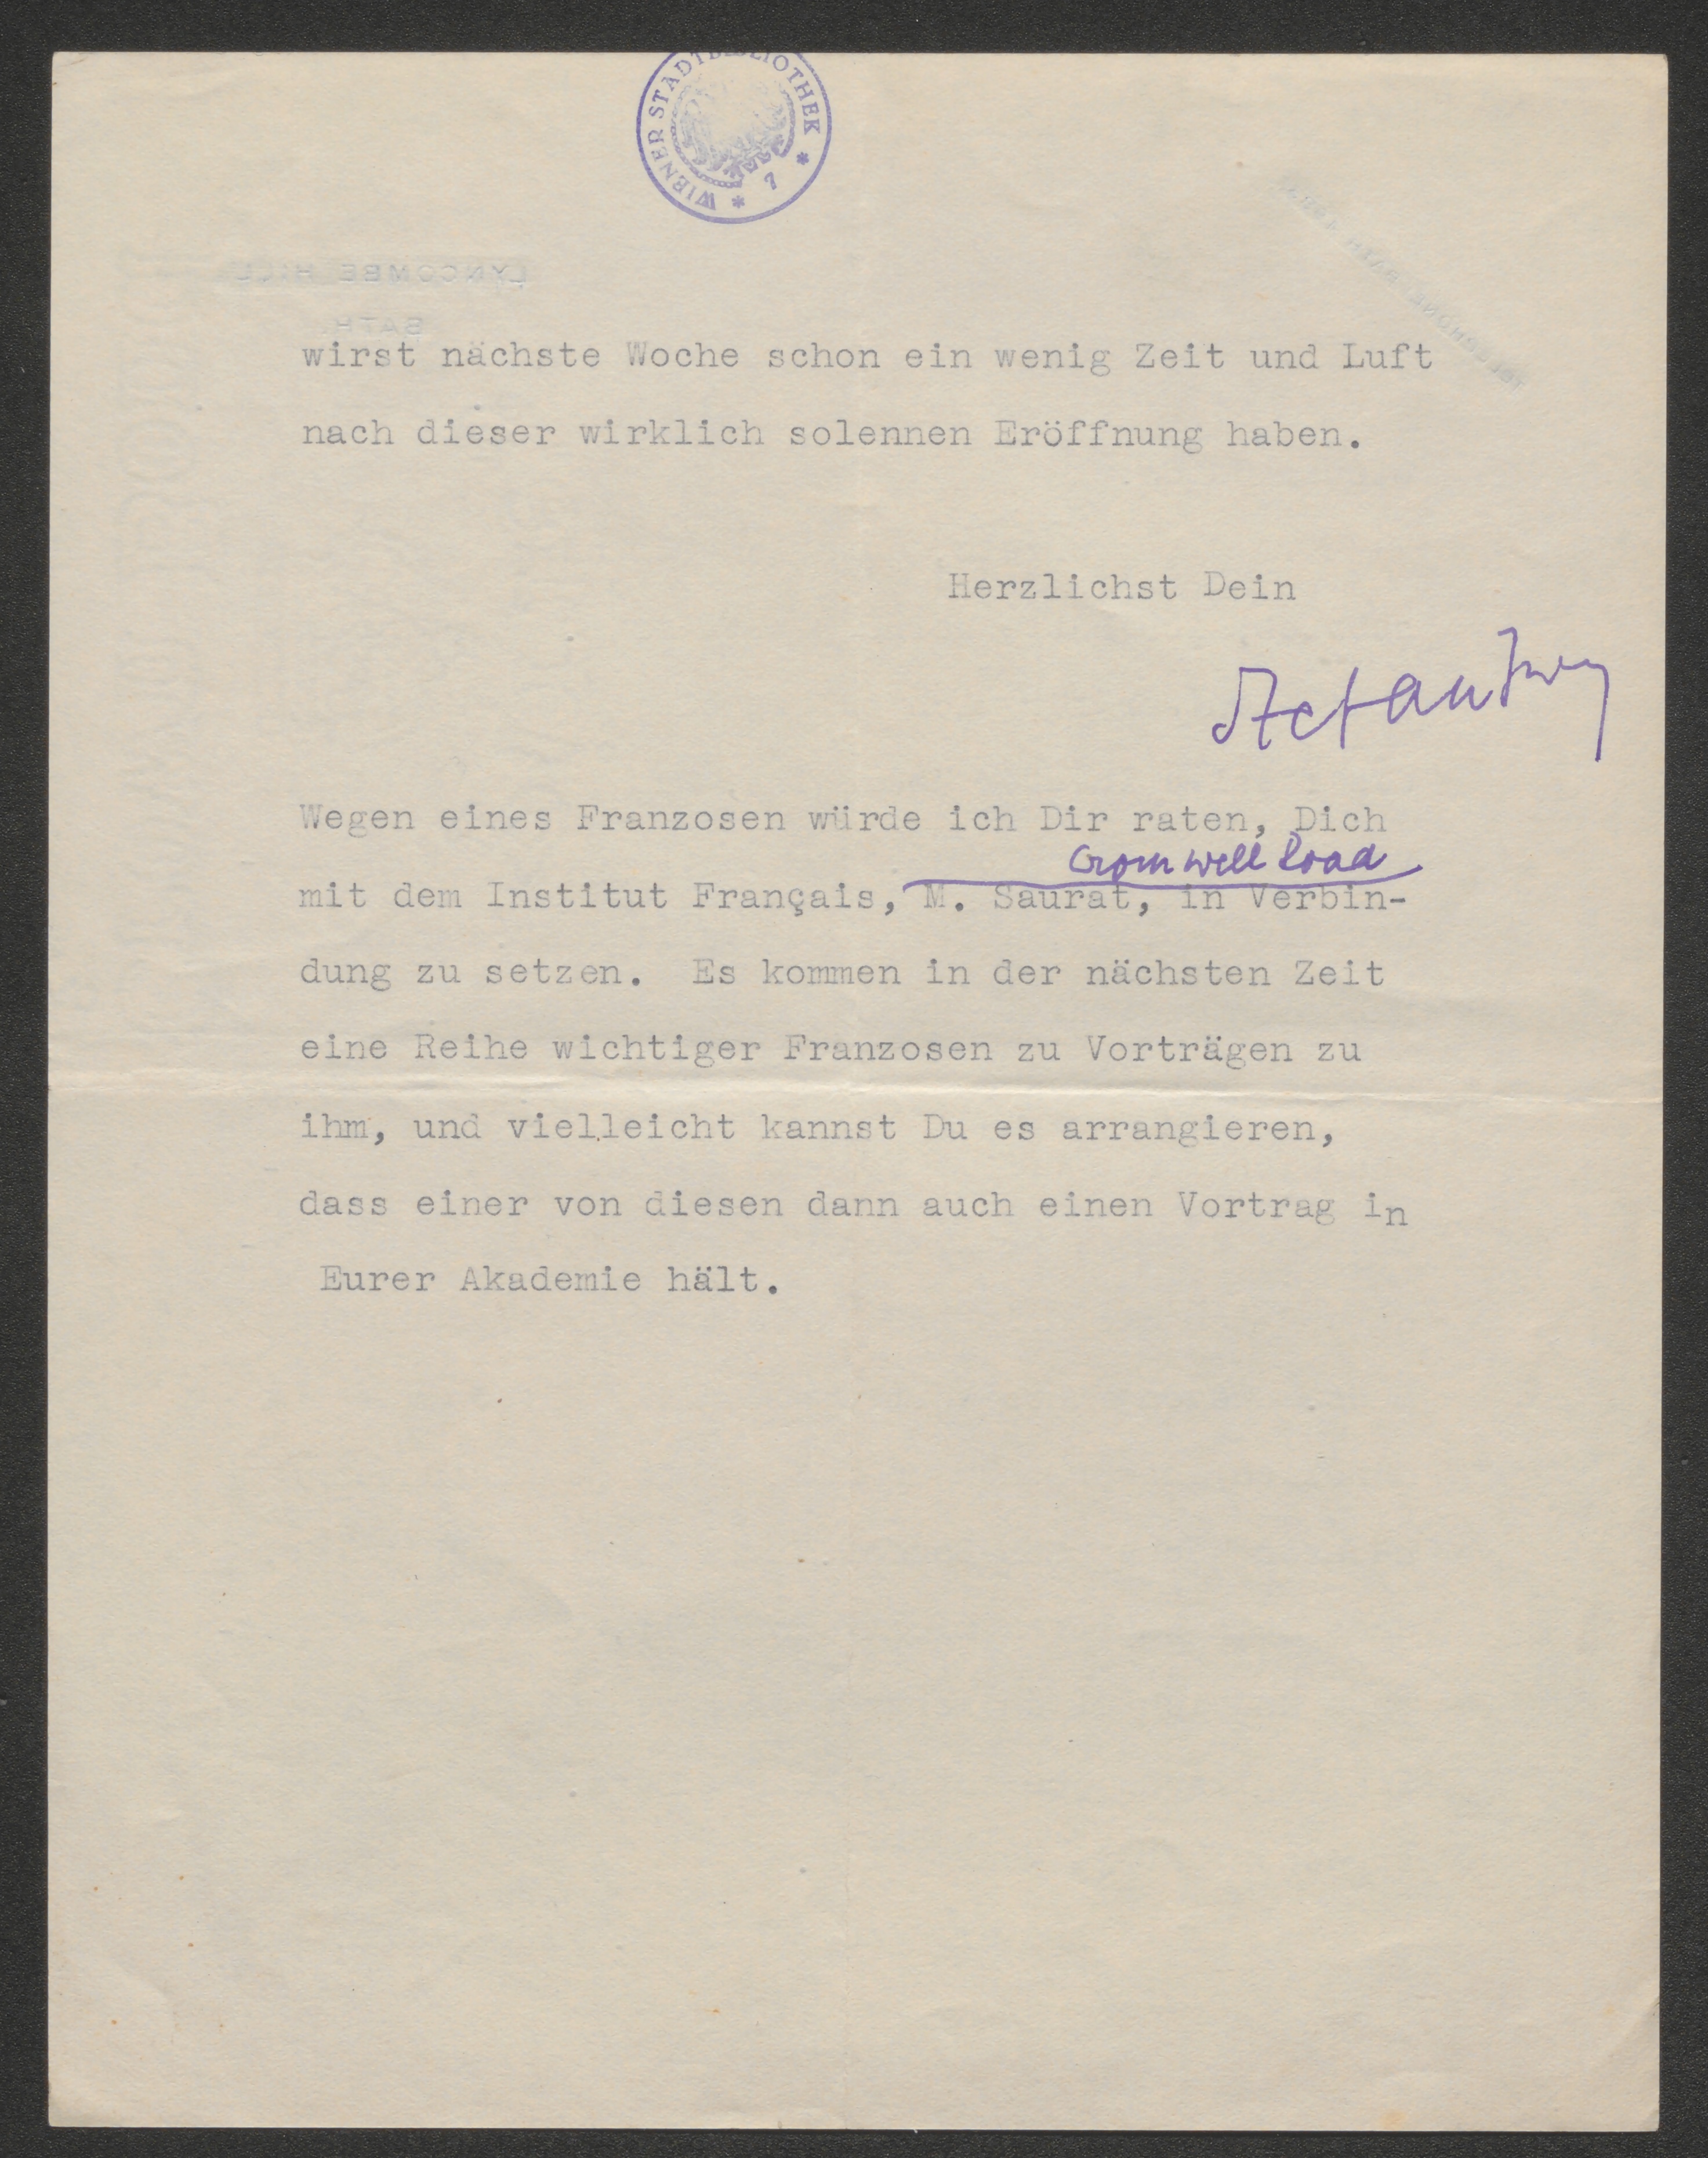 WIENER STADTBIBLIOTHEK
LYNCOMBE HILL
BATH.
wirst nächste Woche schon ein wenig Zeit und Luft
nach dieser wirklich solennen Eröffnung haben.
Herzlichst Dein
Stefan Zweig
Wegen eines Franzosen würde ich Dir raten, Dich
Cromwell Road
mit dem Institut Français, M. Saurat, in Verbin-
dung zu setzen. Es kommen in der nächsten Zeit
eine Reihe wichtiger Franzosen zu Vorträgen zu
ihm, und vielleicht kannst Du es arrangieren,
dass einer von diesen dann auch einen Vortrag in
Eurer Akademie hält.